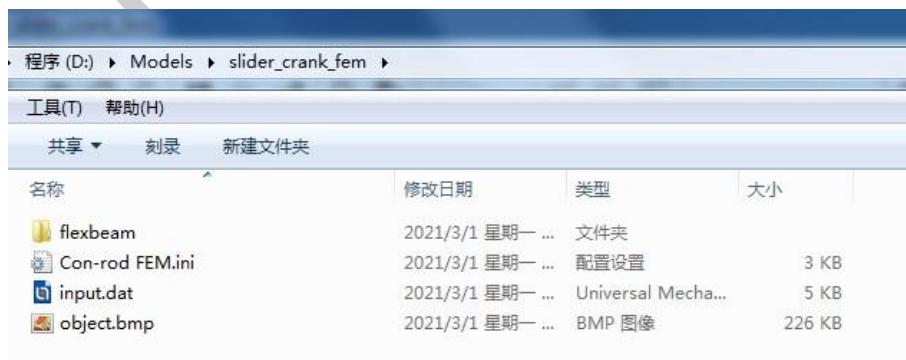 程序 (D:) ▸ Models ▸ slider_crank_fem ▸
工具(T) 帮助(H)
共享 ▼ 刻录 新建文件夹
名称 修改日期 类型 大小
flexbeam 2021/3/1 星期一 ... 文件夹
Con-rod FEM.ini 2021/3/1 星期一 ... 配置设置 3 KB
input.dat 2021/3/1 星期一 ... Universal Mecha... 5 KB
object.bmp 2021/3/1 星期一 ... BMP 图像 226 KB